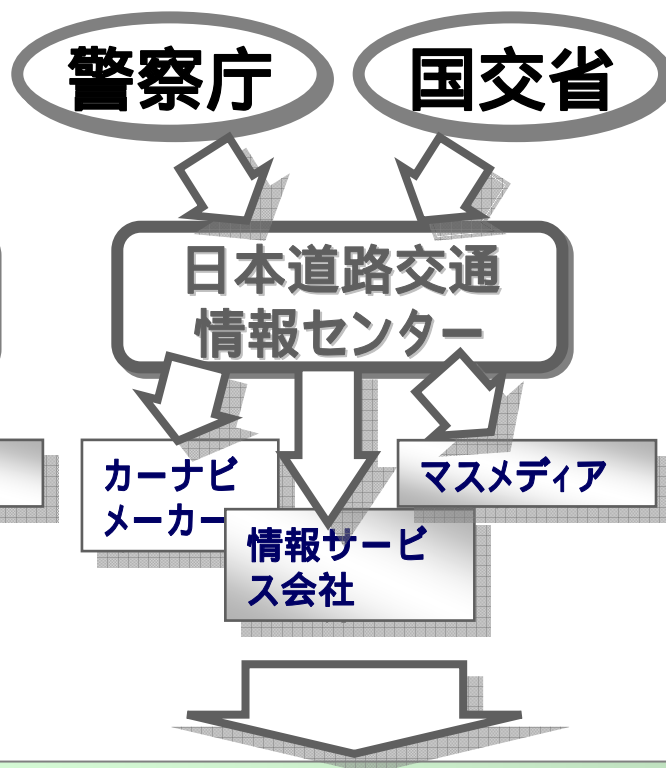 警察庁
国交省
日本道路交通
情報センター
カーナビ
メーカー
マスメディア
情報サービ
ス会社